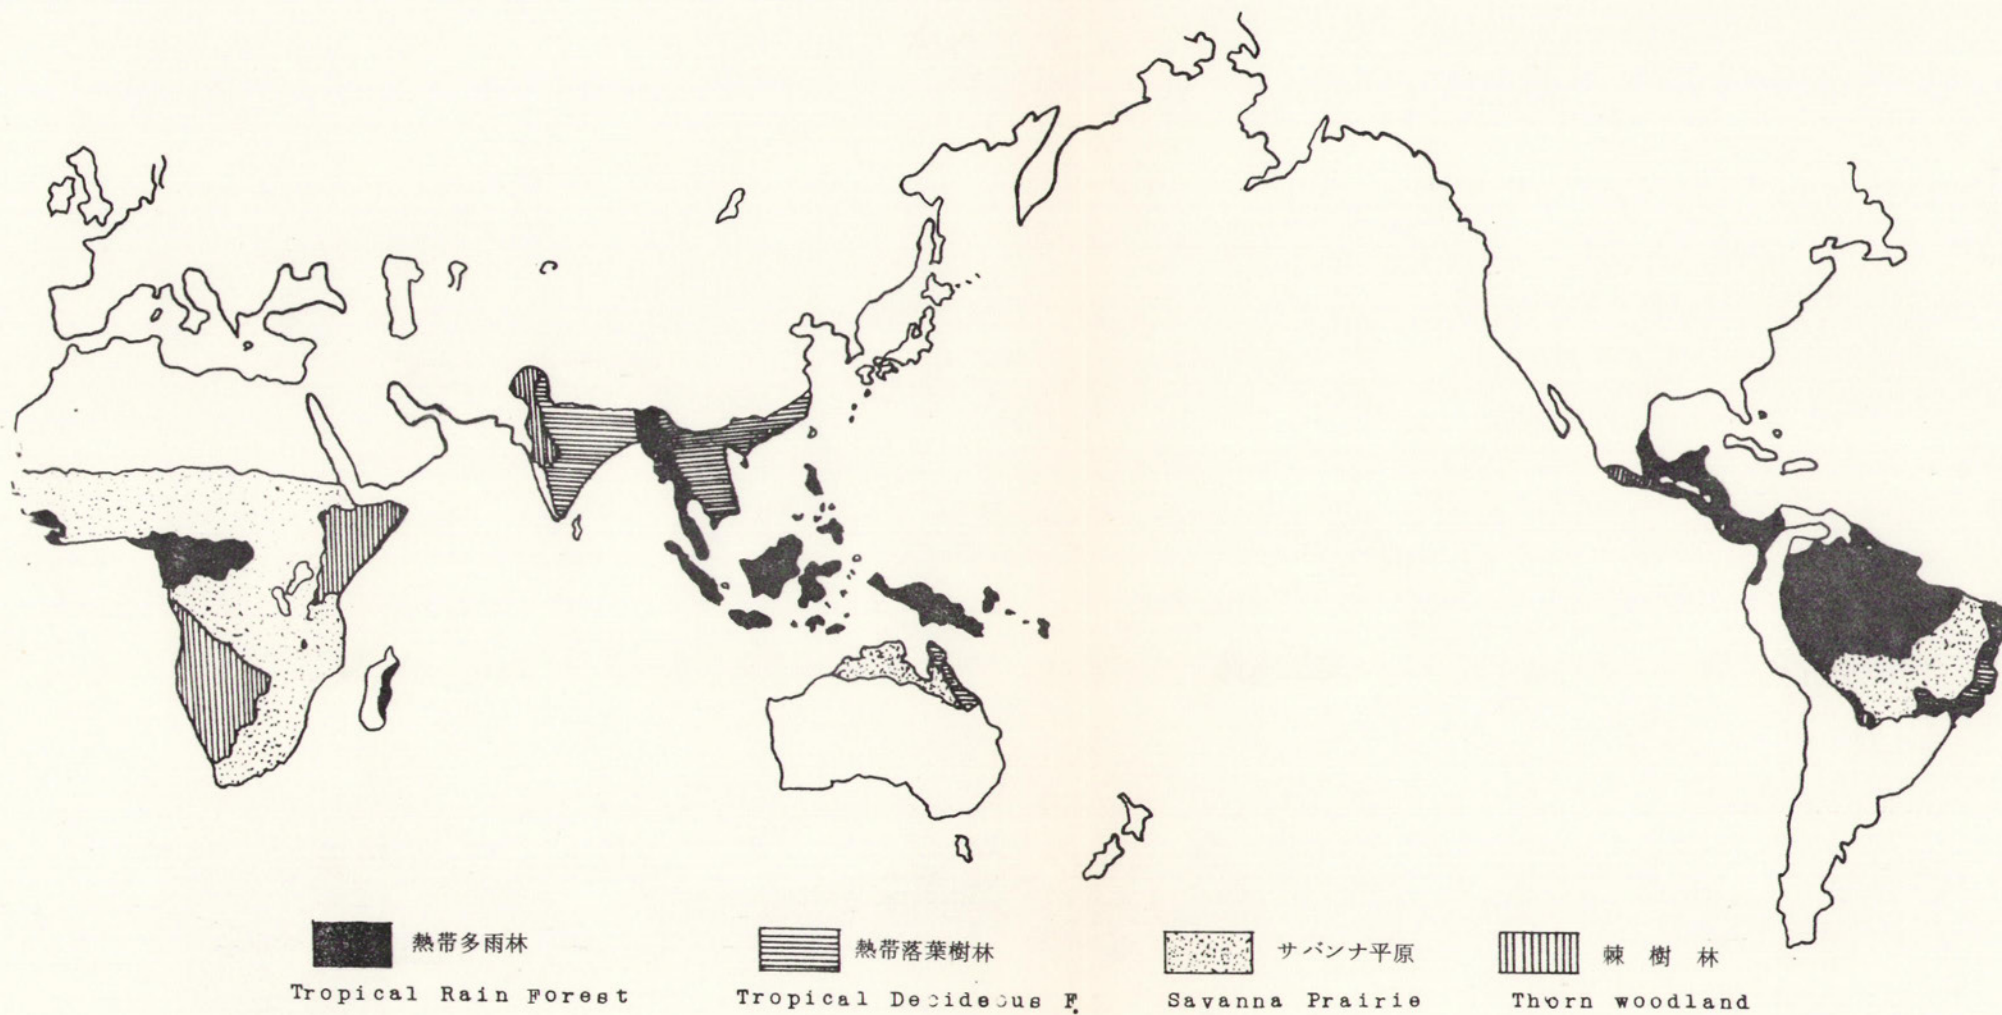 熱帯多雨林
Tropical Rain Forest
熱帯落葉樹林
Tropical Decideous F.
サバンナ平原
Savanna Prairie
棘樹林
Thorn woodland